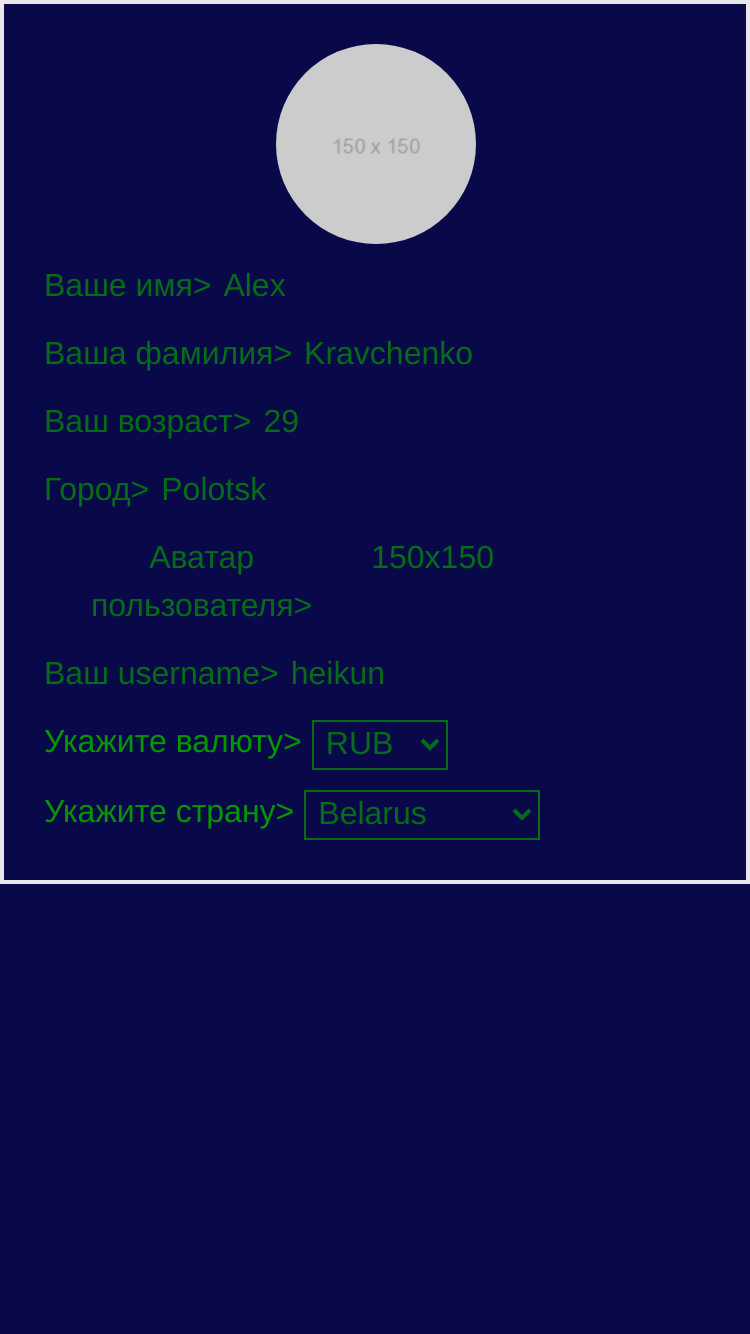 150 x 150
Ваше имя> Alex
Ваша фамилия> Kravchenko
Ваш возраст> 29
Город> Polotsk
Аватар 150x150
пользователя>
Ваш username> heikun
Укажите валюту> RUB
Укажите страну> Belarus